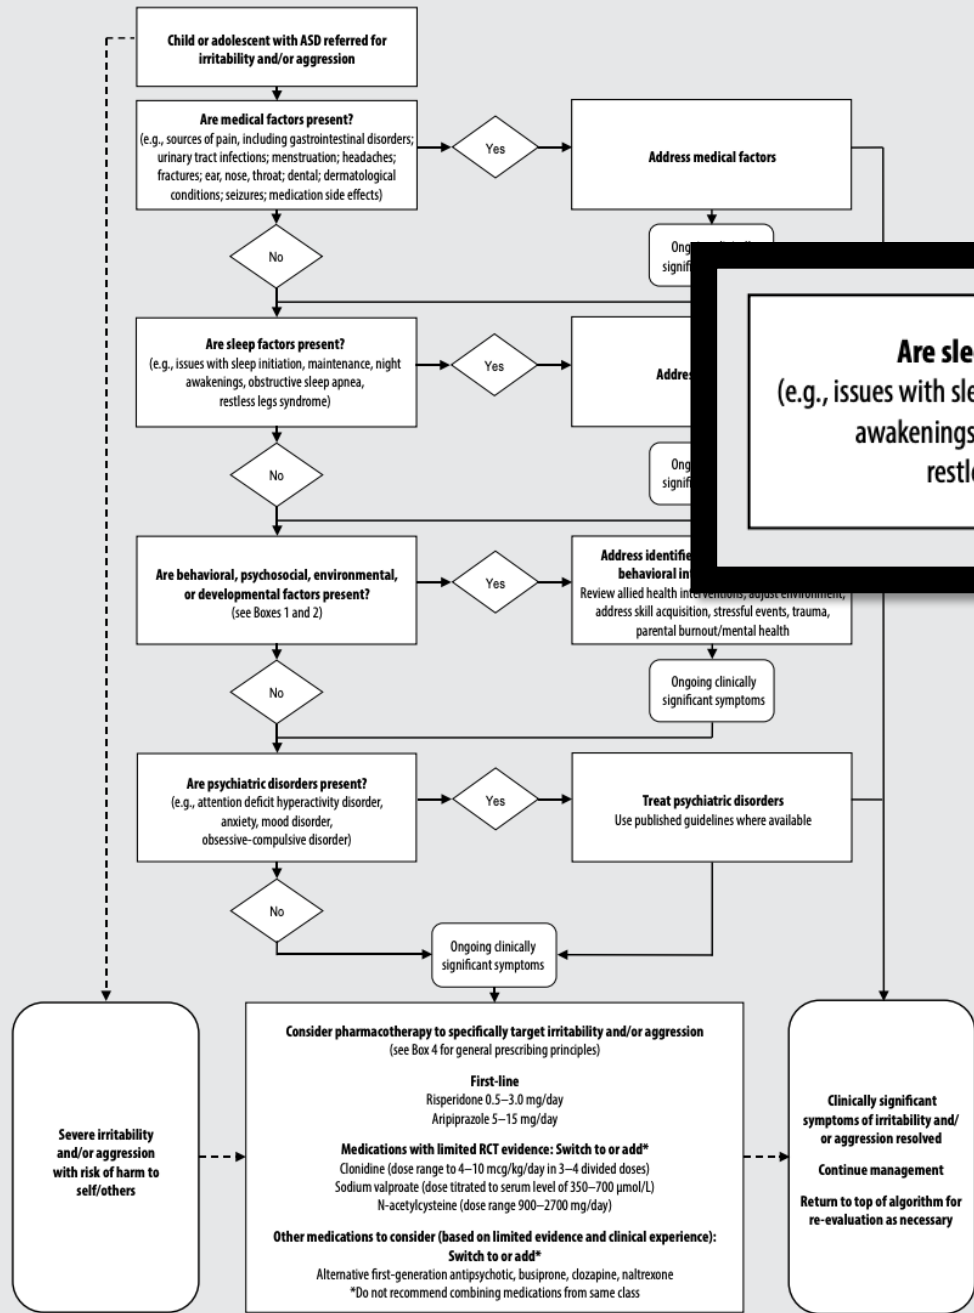 Child or adolescent with ASD referred for
irritability and/or aggression
Are medical factors present?
(e.g., sources of pain, including gastrointestinal disorders;
urinary tract infections; menstruation; headaches;
fractures; ear, nose, throat; dental; dermatological
conditions; seizures; medication side effects)
Yes
Address medical factors
No
Are sleep factors present?
(e.g., issues with sleep initiation, maintenance, night
awakenings, obstructive sleep apnea,
restless legs syndrome)
Yes
Are
(e.g., issues with
awakenings
No
Are behavioral, psychosocial, environmental,
or developmental factors present?
(see Boxes 1 and 2)
Yes
Address
behavioral
Review allied health interventions, adjust environment,
address skill acquisition, stressful events, trauma,
parental burnout/mental health
No
Ongoing clinically
significant symptoms
Are psychiatric disorders present?
(e.g., attention deficit hyperactivity disorder,
anxiety, mood disorder,
obsessive-compulsive disorder)
Yes
Treat psychiatric disorders
Use published guidelines where available
No
Ongoing clinically
significant symptoms
Severe irritability
and/or aggression
with risk of harm to
self/others
Consider pharmacotherapy to specifically target irritability and/or aggression
(see Box 4 for general prescribing principles)
First-line
Risperidone 0.5–3.0 mg/day
Aripiprazole 5–15 mg/day
Medications with limited RCT evidence: Switch to or add*
Clonidine (dose range to 4–10 mcg/kg/day in 3–4 divided doses)
Sodium valproate (dose titrated to serum level of 350–700 μmol/L)
N-acetylcysteine (dose range 900–2700 mg/day)
Other medications to consider (based on limited evidence and clinical experience):
Switch to or add*
Alternative first-generation antipsychotic, busiprone, clozapine, naltrexone
*Do not recommend combining medications from same class
Clinically significant
symptoms of irritability and/
or aggression resolved
Continue management
Return to top of algorithm for
re-evaluation as necessary